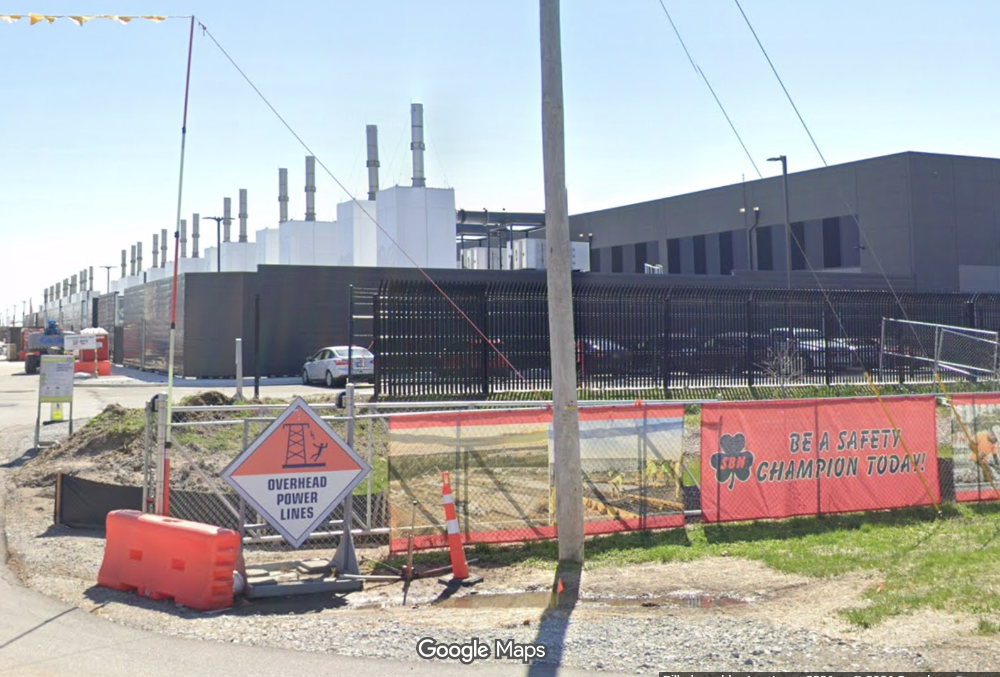 OVERHEAD
POWER
LINES
SBN
BE A SAFETY
CHAMPION TODAY!
Google Maps